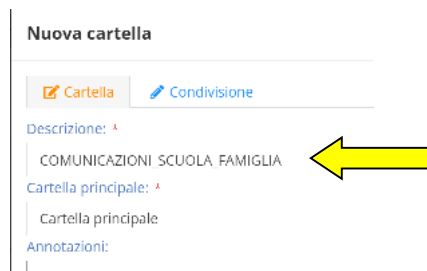 Nuova cartella
Cartella Condivisione
Descrizione: *
COMUNICAZIONI_SCUOLA_FAMIGLIA
Cartella principale: *
Cartella principale
Annotazioni: